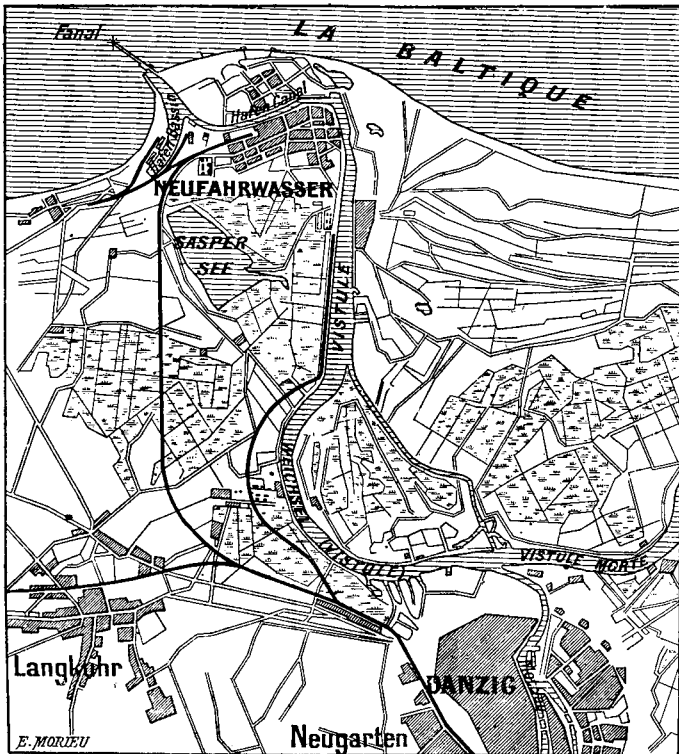 LA BALTIQUE
Fanal
Hafen Canal
NEUFAHRWASSER
SASPER
SEE
VISTULE
WEICHSEL
(VISTULE)
VISTULE MORTE
Langfuhr
DANZIG
Neugarten
E. MORIEU